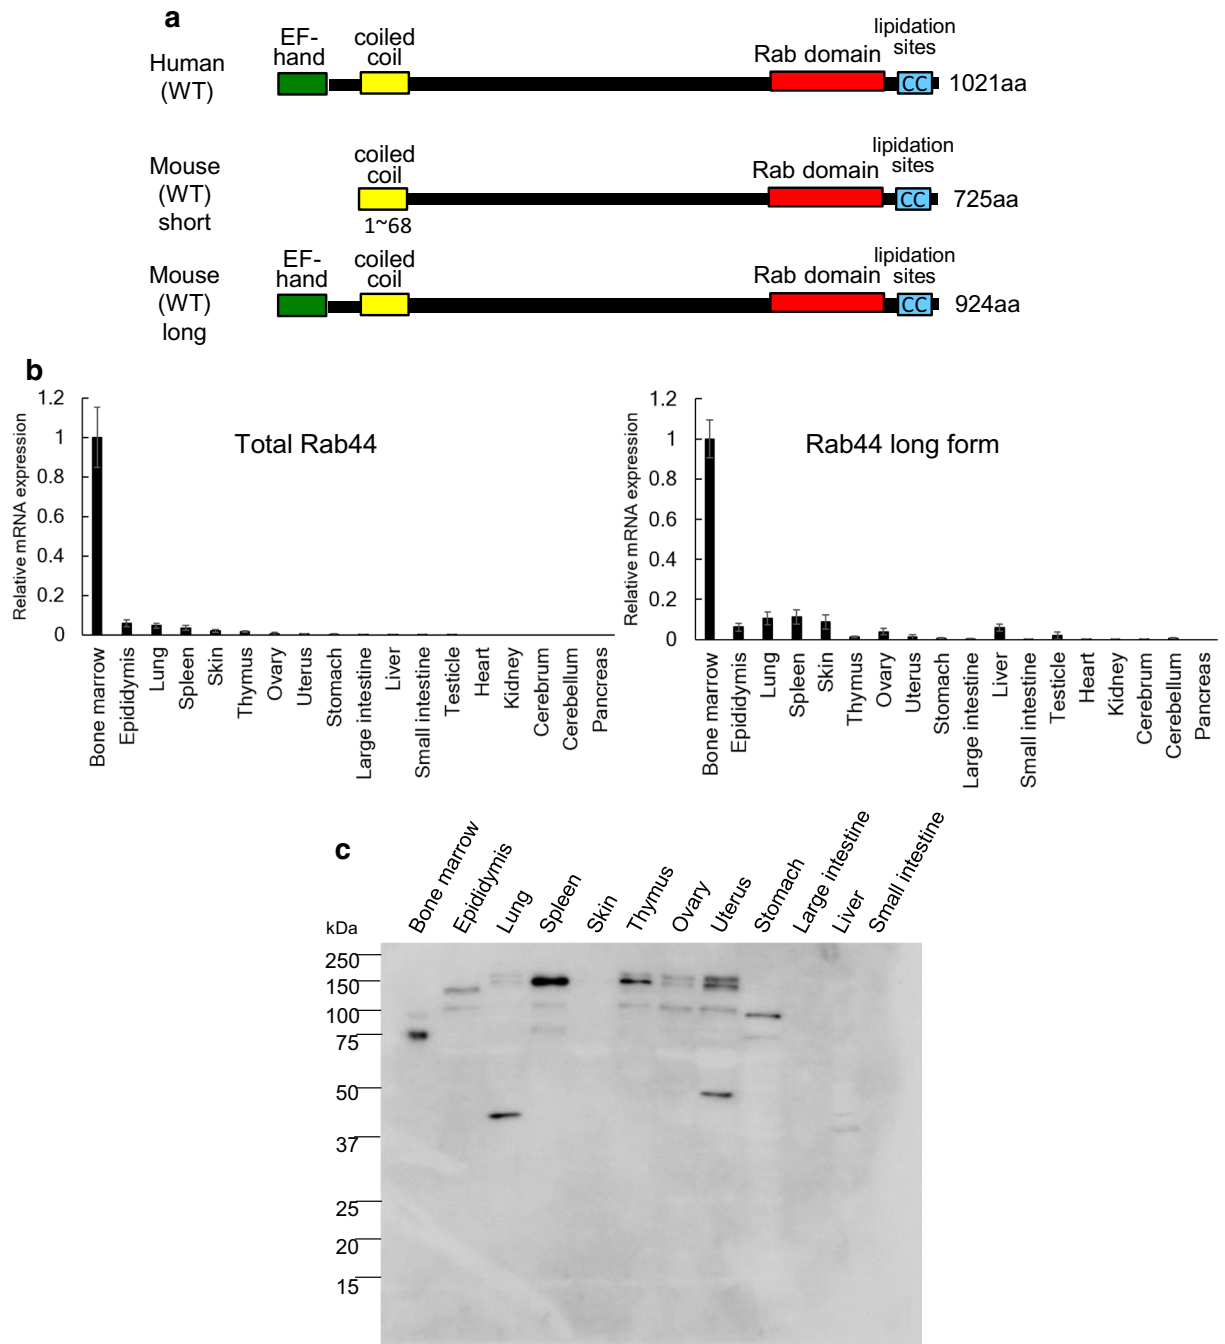 a
EF-
hand
coiled
coil
Rab domain
lipidation
sites
Human
(WT)
CC
1021aa
Mouse
(WT)
short
coiled
coil
Rab domain
lipidation
sites
CC
725aa
1~68
Mouse
(WT)
long
EF-
hand
coiled
coil
Rab domain
lipidation
sites
CC
924aa
b
Relative mRNA expression
1.2
1
0.8
0.6
0.4
0.2
0
Total Rab44
Bone marrow
Epididymis
Lung
Spleen
Skin
Thymus
Ovary
Uterus
Stomach
Large intestine
Liver
Small intestine
Testicle
Heart
Kidney
Cerebrum
Cerebellum
Pancreas
Relative mRNA expression
1.2
1
0.8
0.6
0.4
0.2
0
Rab44 long form
Bone marrow
Epididymis
Lung
Spleen
Skin
Thymus
Ovary
Uterus
Stomach
Large intestine
Liver
Small intestine
Testicle
Heart
Kidney
Cerebrum
Cerebellum
Pancreas
c
Bone marrow
Epididymis
Lung
Spleen
Skin
Thymus
Ovary
Uterus
Stomach
Large intestine
Liver
Small intestine
kDa
250
150
100
75
50
37
25
20
15